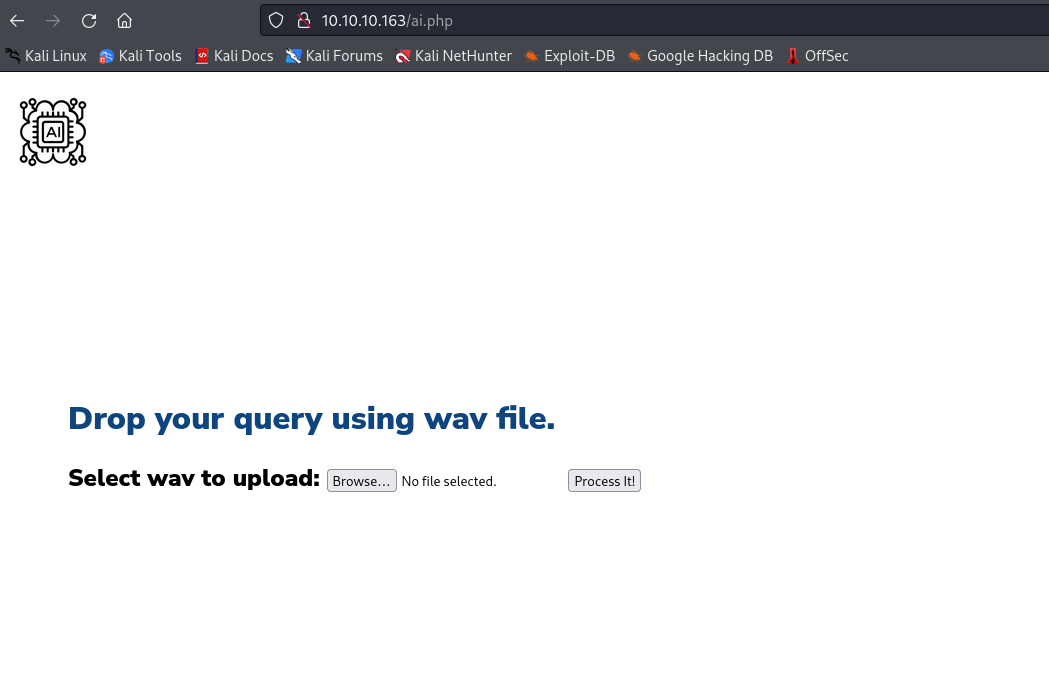 10.10.10.163/ai.php
Kali Linux Kali Tools Kali Docs Kali Forums Kali NetHunter Exploit-DB Google Hacking DB OffSec
AI
Drop your query using wav file.
Select wav to upload: Browse... No file selected. Process It!